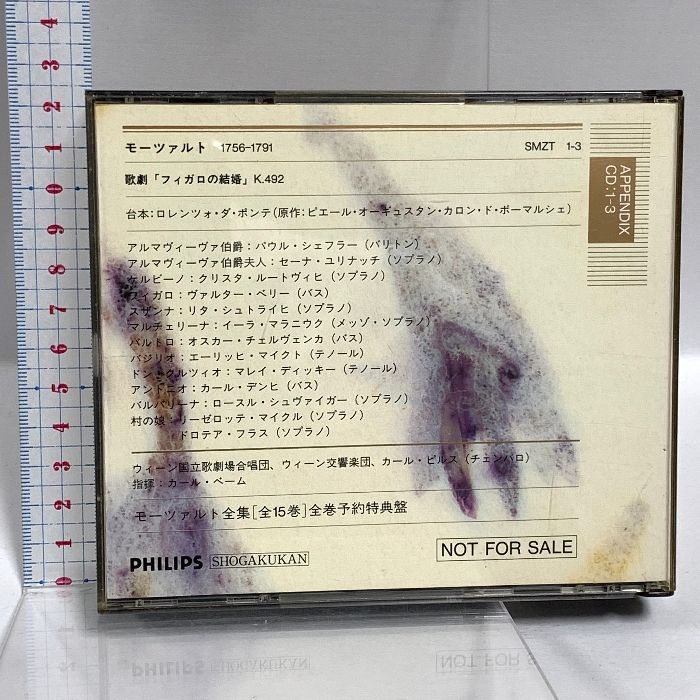 モーツァルト 1756-1791 SMZT 1-3
歌劇「フィガロの結婚」K.492
台本：ロレンツォ・ダ・ポンテ（原作：ピエール・オーギュスタン・カロン・ド・ボーマルシェ）
アルマヴィーヴァ伯爵：パウル・シェフラー（バリトン）
アルマヴィーヴァ伯爵夫人：セーナ・ユリナッチ（ソプラノ）
ケルビーノ：クリスタ・ルートヴィヒ（ソプラノ）
フィガロ：ヴァルター・ベリー（バス）
スザンナ：リタ・シュトライヒ（ソプラノ）
マルチェリーナ：イーラ・マラニウク（メッゾ・ソプラノ）
バルトロ：オスカー・チェルヴェンカ（バス）
バジリオ：エーリッヒ・マイクト（テノール）
ドン・クルツィオ：マレイ・ディッキー（テノール）
アントニオ：カール・デンヒ（バス）
バルバリーナ：ロースル・シュヴァイガー（ソプラノ）
村の娘：リーゼロッテ・マイクル（ソプラノ）
ドロテア・フラス（ソプラノ）
ウィーン国立歌劇場合唱団、ウィーン交響楽団、カール・ピルス（チェンバロ）
指揮：カール・ベーム
モーツァルト全集［全15巻］全巻予約特典盤
PHILIPS SHOGAKUKAN
NOT FOR SALE
APPENDIX
CD:1-3
4
3
2
1
0
9
8
7
6
5
4
3
2
1
0